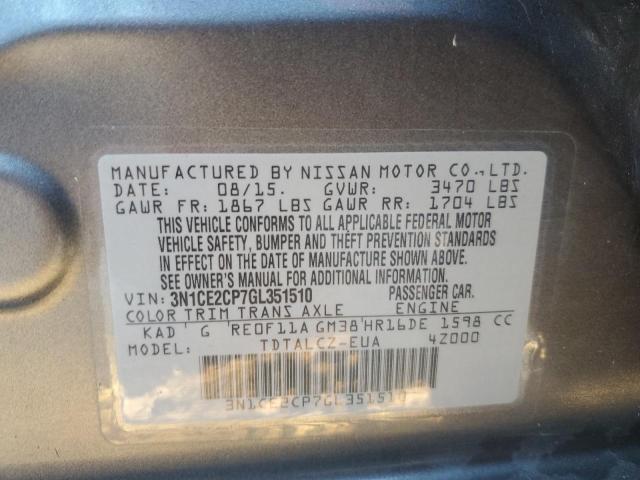 MANUFACTURED BY NISSAN MOTOR CO., LTD.
DATE: 08/15. GVWR: 3470 LBS
GAWR FR: 1867 LBS GAWR RR: 1704 LBS
THIS VEHICLE CONFORMS TO ALL APPLICABLE FEDERAL MOTOR
VEHICLE SAFETY, BUMPER AND THEFT PREVENTION STANDARDS
IN EFFECT ON THE DATE OF MANUFACTURE SHOWN ABOVE.
SEE OWNER'S MANUAL FOR ADDITIONAL INFORMATION.
VIN: 3N1CE2CP7GL351510 PASSENGER CAR.
COLOR TRIM TRANS AXLE ENGINE
KAD G RE0F11A GM38 HR16DE 1598 CC
MODEL: TDTALCZ-EUA 4Z000
3N1CE2CP7GL351510